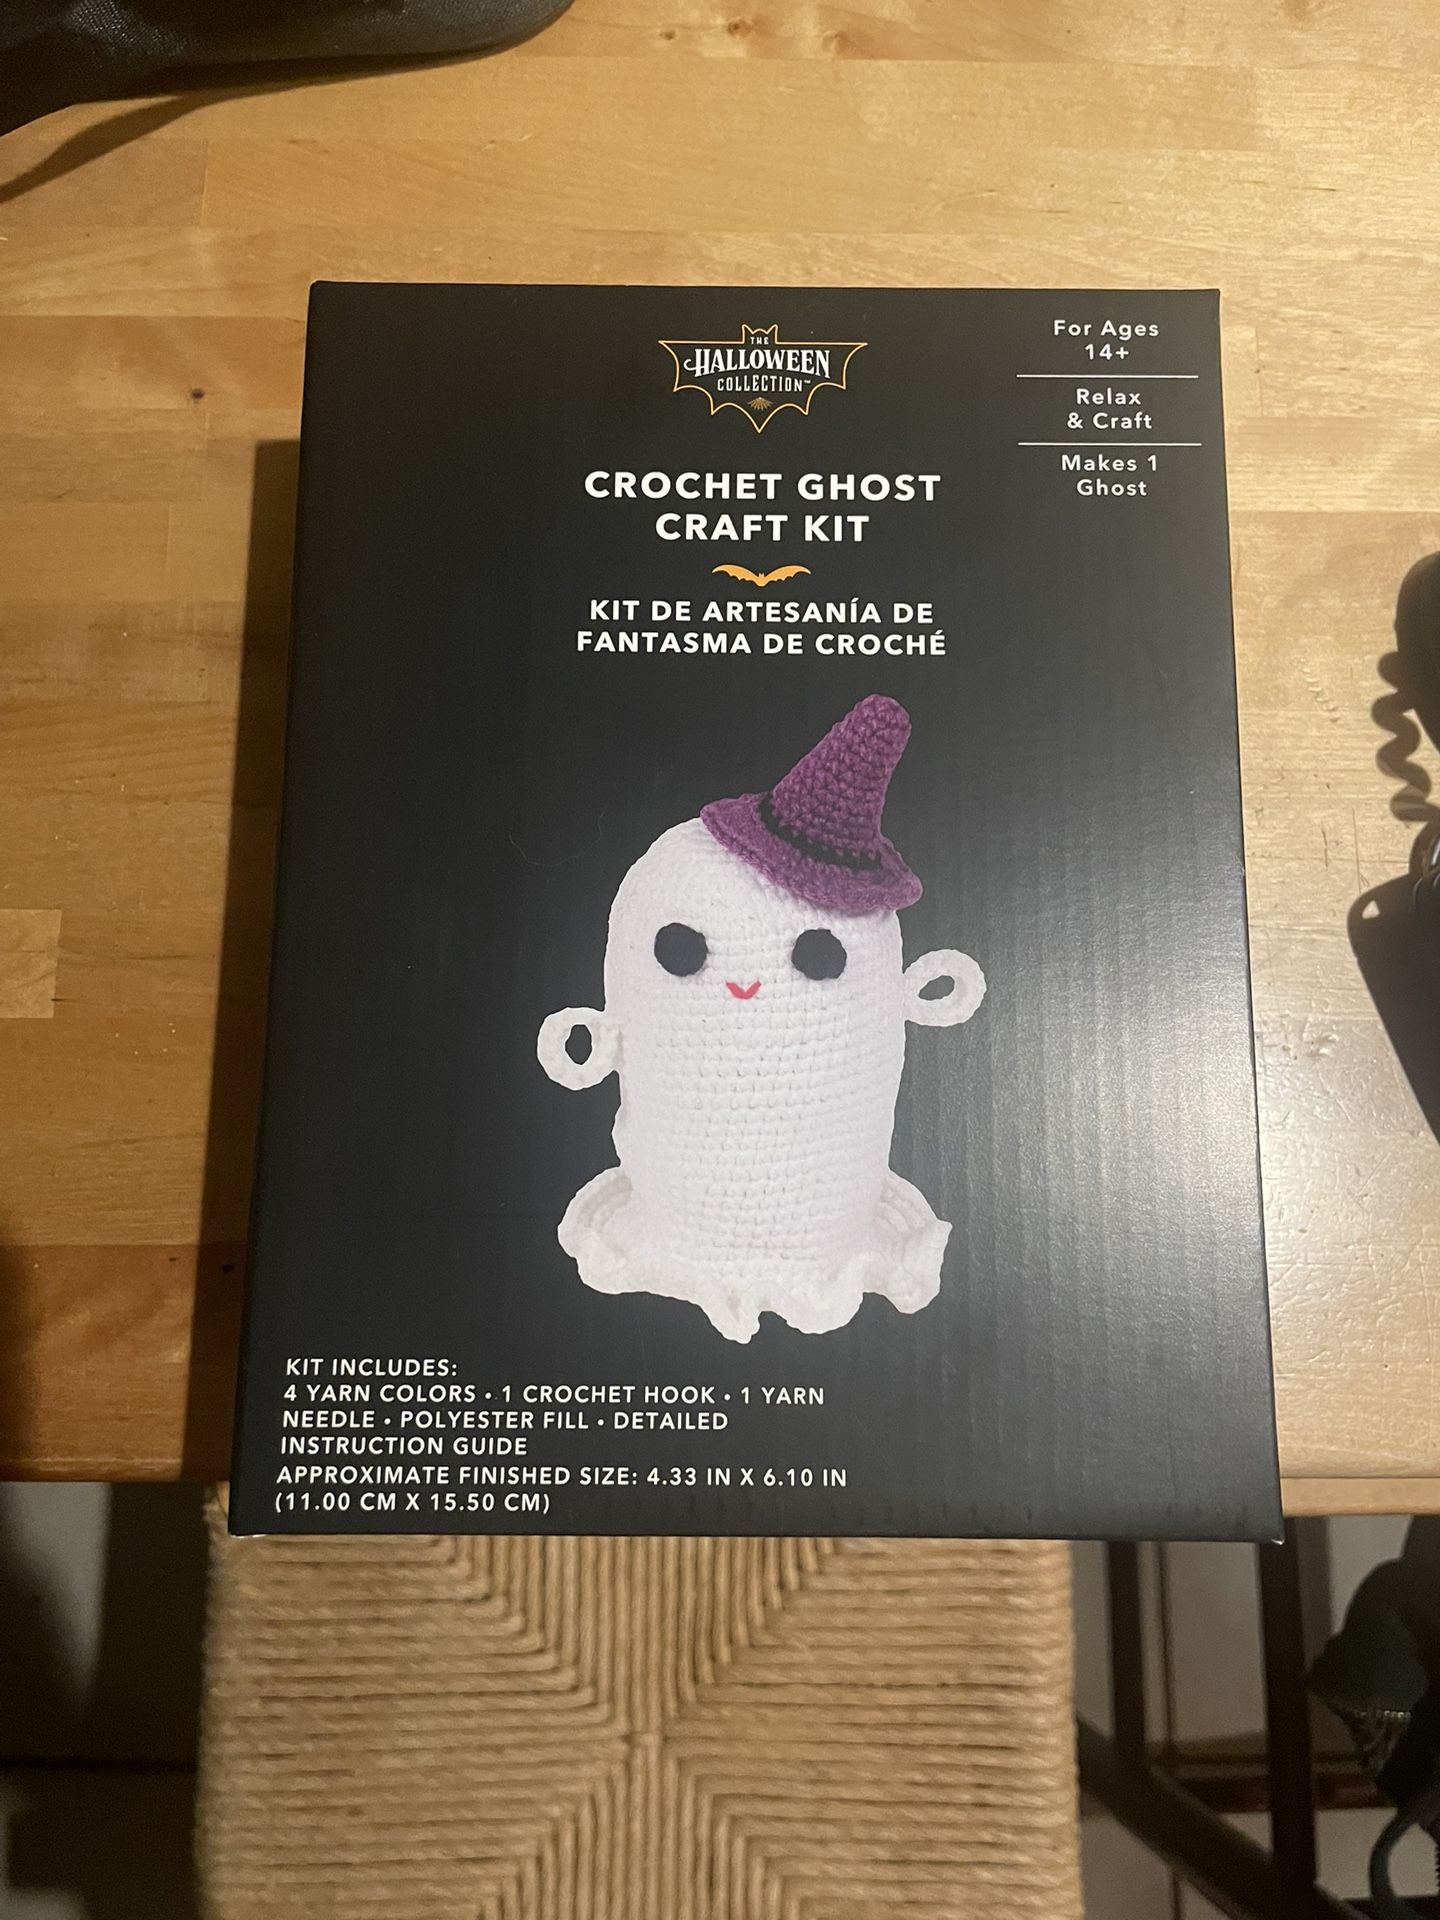 THE
HALLOWEEN
COLLECTION™
For Ages
14+
Relax
& Craft
Makes 1
Ghost
CROCHET GHOST
CRAFT KIT
KIT DE ARTESANÍA DE
FANTASMA DE CROCHÉ
KIT INCLUDES:
4 YARN COLORS • 1 CROCHET HOOK • 1 YARN
NEEDLE • POLYESTER FILL • DETAILED
INSTRUCTION GUIDE
APPROXIMATE FINISHED SIZE: 4.33 IN X 6.10 IN
(11.00 CM X 15.50 CM)